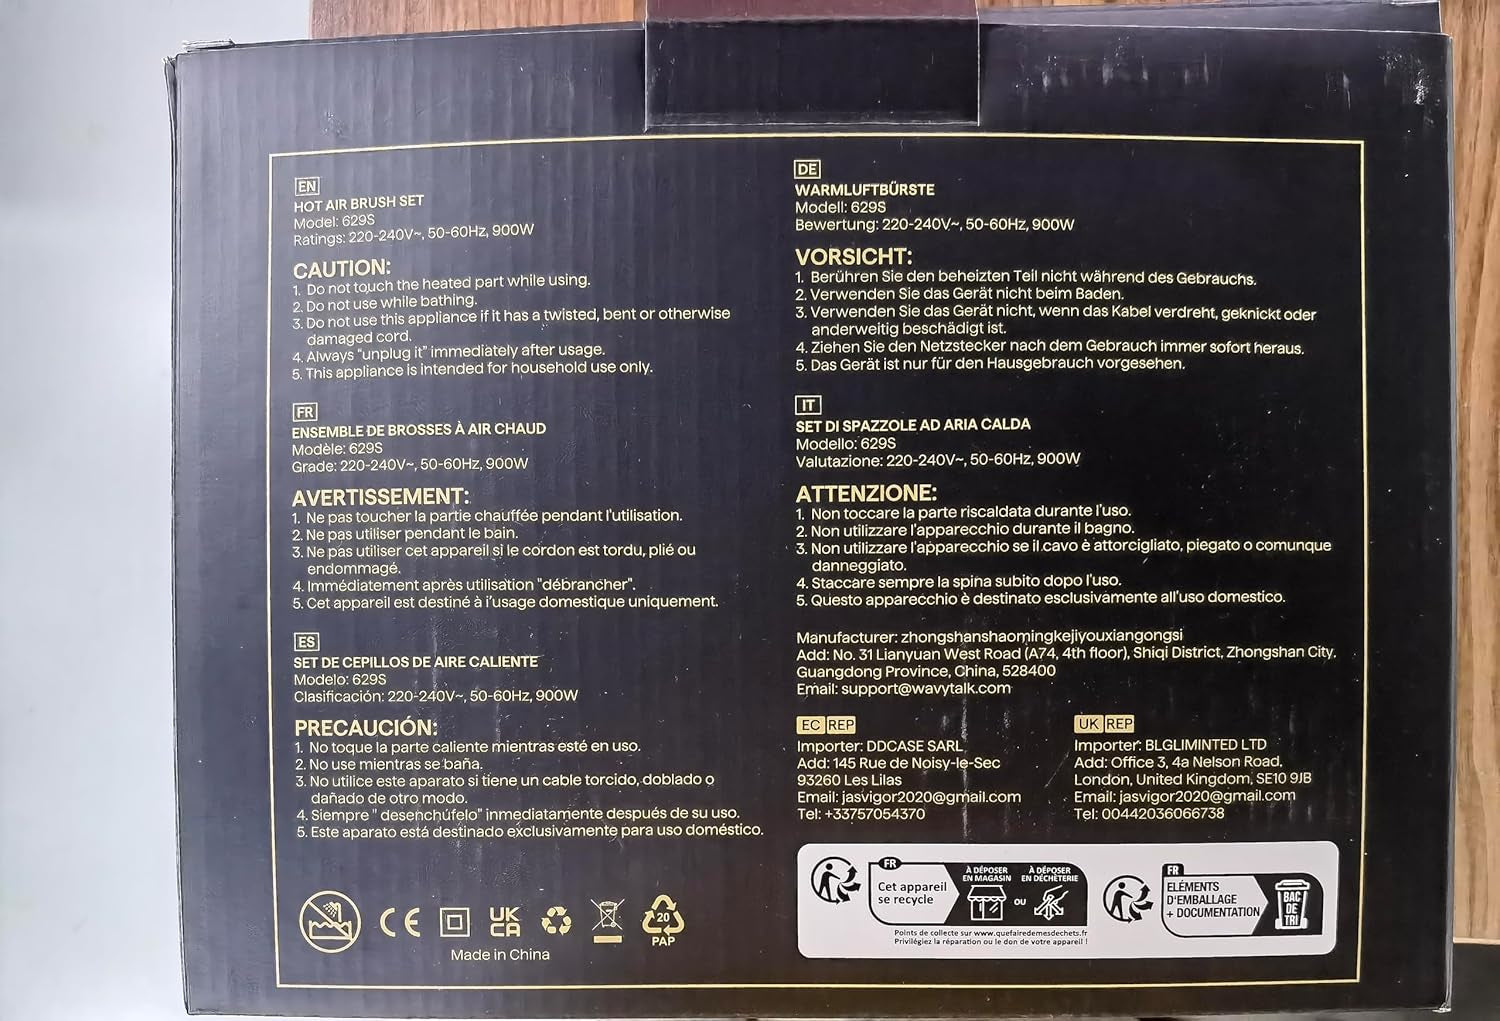 EN
HOT AIR BRUSH SET
Model: 629S
Ratings: 220-240V~, 50-60Hz, 900W
CAUTION:
1. Do not touch the heated part while using.
2. Do not use while bathing.
3. Do not use this appliance if it has a twisted, bent or otherwise
damaged cord.
4. Always "unplug it" immediately after usage.
5. This appliance is intended for household use only.
FR
ENSEMBLE DE BROSSES À AIR CHAUD
Modèle: 629S
Grade: 220-240V~, 50-60Hz, 900W
AVERTISSEMENT:
1. Ne pas toucher la partie chauffée pendant l'utilisation.
2. Ne pas utiliser pendant le bain.
3. Ne pas utiliser cet appareil si le cordon est tordu, plié ou
endommagé.
4. Immédiatement après utilisation "débrancher".
5. Cet appareil est destiné à l'usage domestique uniquement.
ES
SET DE CEPILLOS DE AIRE CALIENTE
Modelo: 629S
Clasificación: 220-240V~, 50-60Hz, 900W
PRECAUCIÓN:
1. No toque la parte caliente mientras esté en uso.
2. No use mientras se baña.
3. No utilice este aparato si tiene un cable torcido, doblado o
dañado de otro modo.
4. Siempre " desenchúfelo" inmediatamente después de su uso.
5. Este aparato está destinado exclusivamente para uso doméstico.
CE
UK
CA
20
PAP
Made in China
DE
WARMLUFTBÜRSTE
Modell: 629S
Bewertung: 220-240V~, 50-60Hz, 900W
VORSICHT:
1. Berühren Sie den beheizten Teil nicht während des Gebrauchs.
2. Verwenden Sie das Gerät nicht beim Baden.
3. Verwenden Sie das Gerät nicht, wenn das Kabel verdreht, geknickt oder
anderweitig beschädigt ist.
4. Ziehen Sie den Netzstecker nach dem Gebrauch immer sofort heraus.
5. Das Gerät ist nur für den Hausgebrauch vorgesehen.
IT
SET DI SPAZZOLE AD ARIA CALDA
Modello: 629S
Valutazione: 220-240V~, 50-60Hz, 900W
ATTENZIONE:
1. Non toccare la parte riscaldata durante l'uso.
2. Non utilizzare l'apparecchio durante il bagno.
3. Non utilizzare l'apparecchio se il cavo è attorcigliato, piegato o comunque
danneggiato.
4. Staccare sempre la spina subito dopo l'uso.
5. Questo apparecchio è destinato esclusivamente all'uso domestico.
Manufacturer: zhongshanshaomingkejiyouxiangongsi
Add: No. 31 Lianyuan West Road (A74, 4th floor), Shiqi District, Zhongshan City,
Guangdong Province, China, 528400
Email: support@wavytalk.com
EC REP
Importer: DDCASE SARL
Add: 145 Rue de Noisy-le-Sec
93260 Les Lilas
Email: jasvigor2020@gmail.com
Tel: +33757054370
UK REP
Importer: BLGLIMINTED LTD
Add: Office 3, 4a Nelson Road,
London, United Kingdom, SE10 9JB
Email: jasvigor2020@gmail.com
Tel: 00442036066738
FR
Cet appareil
se recycle
À DÉPOSER
EN MAGASIN
OU
À DÉPOSER
EN DÉCHÈTERIE
Points de collecte sur www.quefairedemesdechets.fr
Privilégiez la réparation ou le don de votre appareil !
FR
ELÉMENTS
D'EMBALLAGE
+ DOCUMENTATION
BAC
DE
TRI